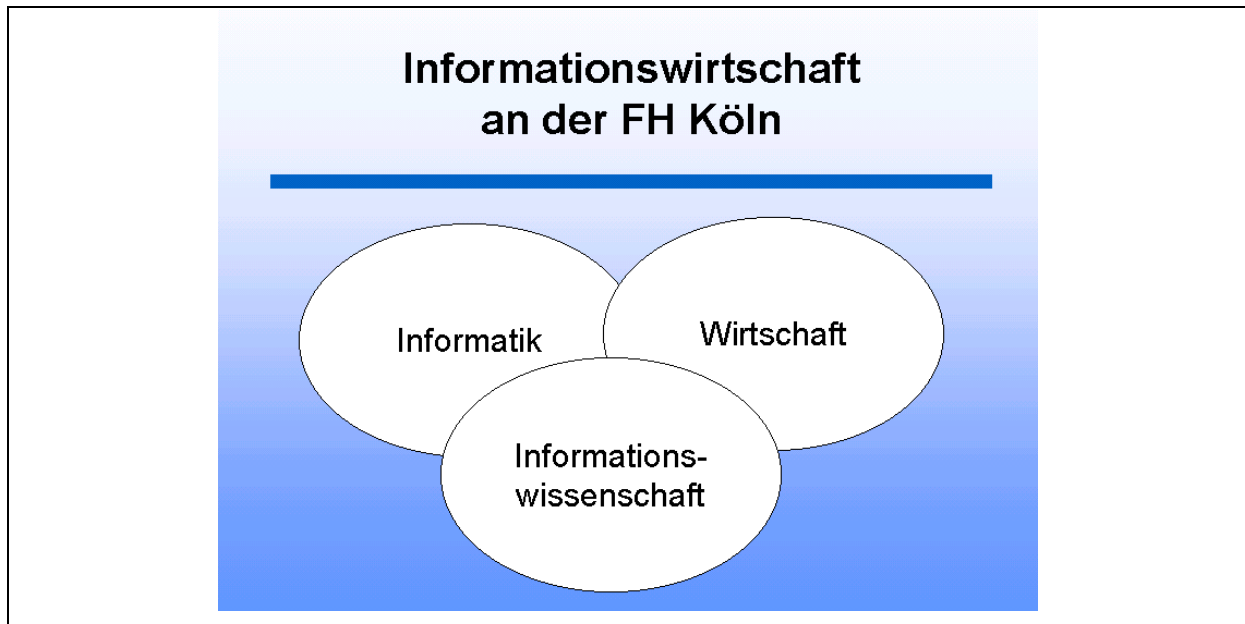 Informationswirtschaft
an der FH Köln
Informatik
Wirtschaft
Informations-
wissenschaft